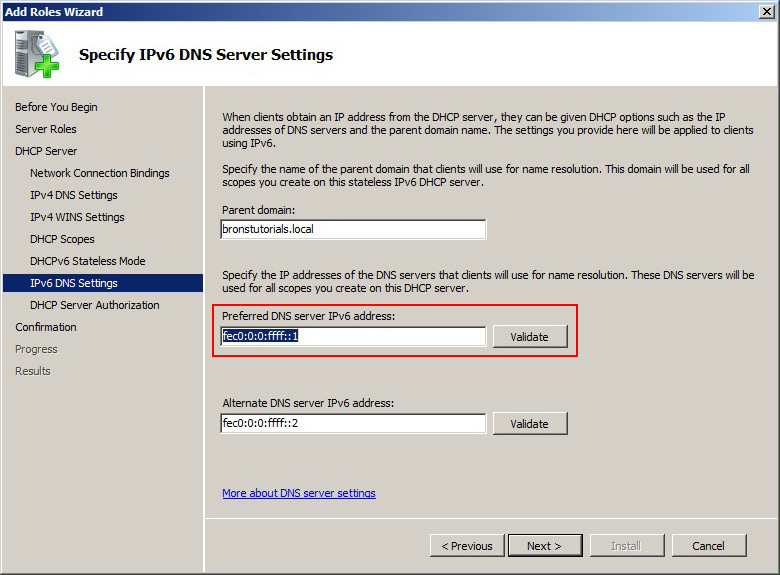 Add Roles Wizard
Specify IPv6 DNS Server Settings
Before You Begin
Server Roles
DHCP Server
Network Connection Bindings
IPv4 DNS Settings
IPv4 WINS Settings
DHCP Scopes
DHCPv6 Stateless Mode
IPv6 DNS Settings
DHCP Server Authorization
Confirmation
Progress
Results
When clients obtain an IP address from the DHCP server, they can be given DHCP options such as the IP
addresses of DNS servers and the parent domain name. The settings you provide here will be applied to clients
using IPv6.
Specify the name of the parent domain that clients will use for name resolution. This domain will be used for all
scopes you create on this stateless IPv6 DHCP server.
Parent domain:
bronstutorials.local
Specify the IP addresses of the DNS servers that clients will use for name resolution. These DNS servers will be
used for all scopes you create on this DHCP server.
Preferred DNS server IPv6 address:
fec0:0:0:ffff::1 Validate
Alternate DNS server IPv6 address:
fec0:0:0:ffff::2 Validate
More about DNS server settings
< Previous Next > Install Cancel